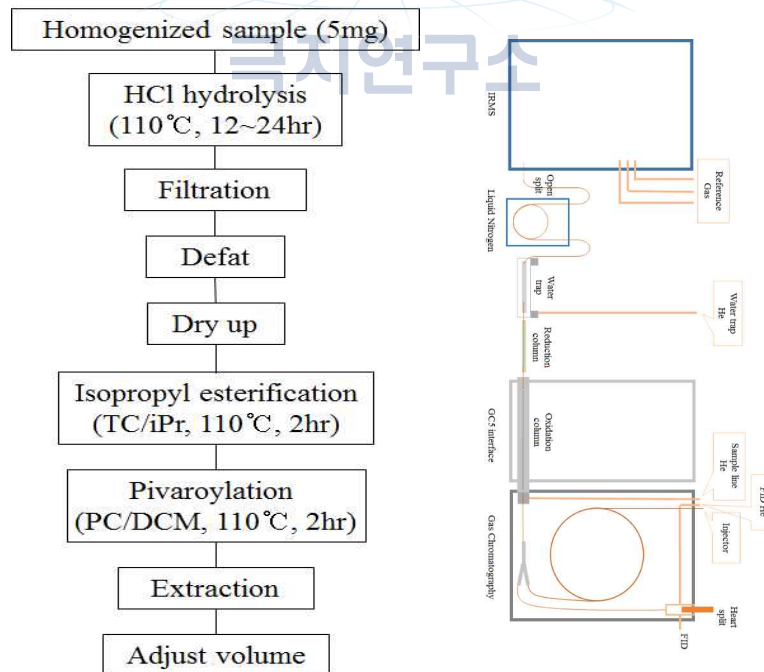 극지연구소
Homogenized sample (5mg)
HCl hydrolysis
(110℃, 12~24hr)
Filtration
Defat
Dry up
Isopropyl esterification
(TC/iPr, 110℃, 2hr)
Pivaroylation
(PC/DCM, 110℃, 2hr)
Extraction
Adjust volume
IRMS
Reference
Gas
Open
split
Liquid Nitrogen
Water
trap
Water trap
He
Reduction
column
Oxidation
column
GC5 interface
Sample line
He
FID He
Injector
Gas Chromatography
Heart
split
FID